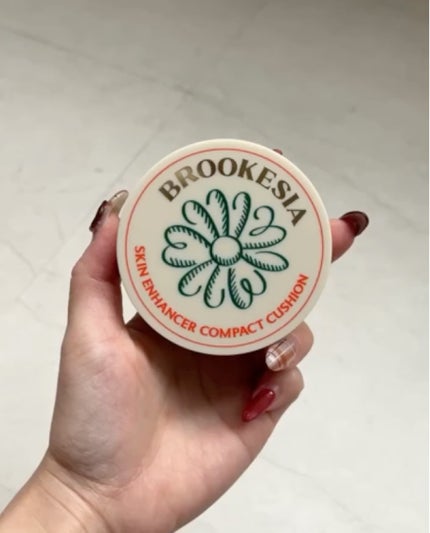 BROOKESIA
SKIN ENHANCER COMPACT CUSHION